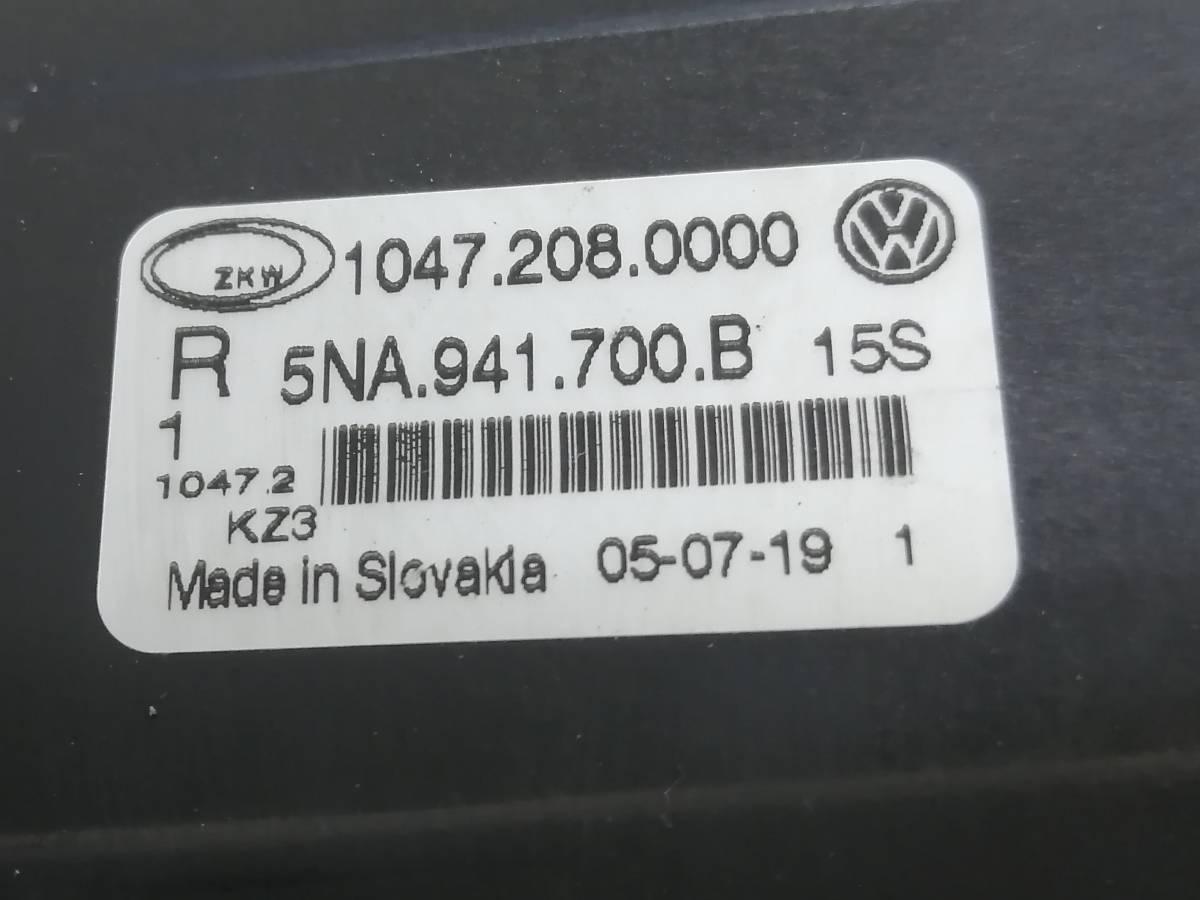 ZKW 1047.208.0000 VW
R 5NA.941.700.B 15S
1
1047.2
KZ3
Made in Slovakia 05-07-19 1